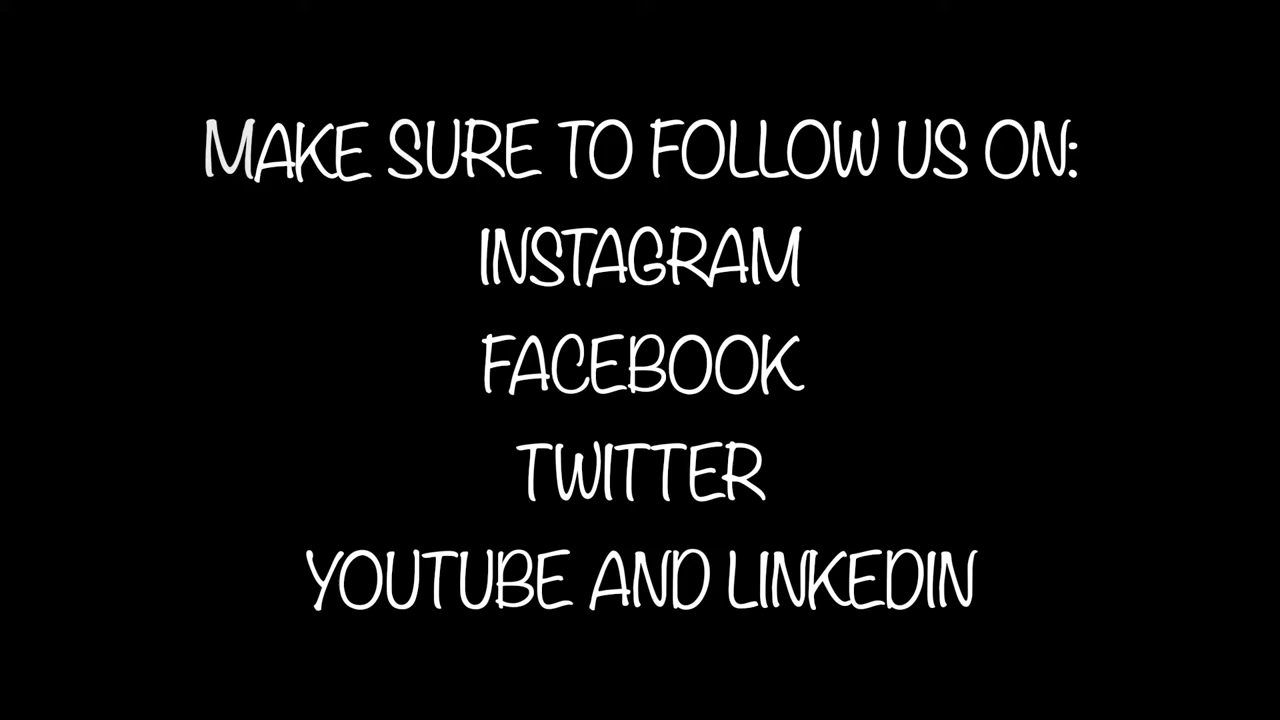 MAKE SURE TO FOLLOW US ON:
INSTAGRAM
FACEBOOK
TWITTER
YOUTUBE AND LINKEDIN